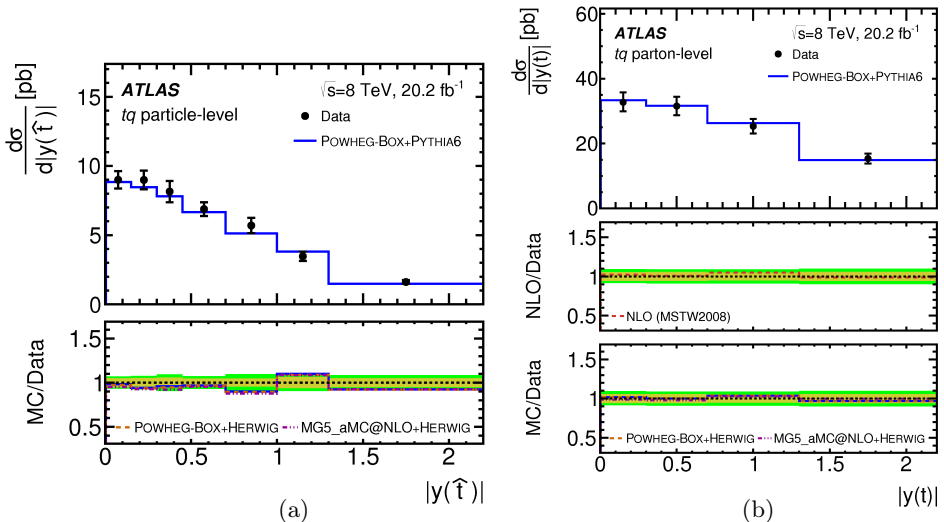 ATLAS
√s=8 TeV, 20.2 fb⁻¹
tq particle-level
Data
POWHEG-BOX+PYTHIA6
dσ / d|y(t̂)| [pb]
15
10
5
0
MC/Data
1.5
1
0.5
POWHEG-BOX+HERWIG
MG5_aMC@NLO+HERWIG
0 0.5 1 1.5 2
|y(t̂)|
(a)
ATLAS
√s=8 TeV, 20.2 fb⁻¹
tq parton-level
Data
POWHEG-BOX+PYTHIA6
dσ / d|y(t)| [pb]
60
40
20
0
NLO/Data
1.5
1
0.5
NLO (MSTW2008)
MC/Data
1.5
1
0.5
POWHEG-BOX+HERWIG
MG5_aMC@NLO+HERWIG
0 0.5 1 1.5 2
|y(t)|
(b)